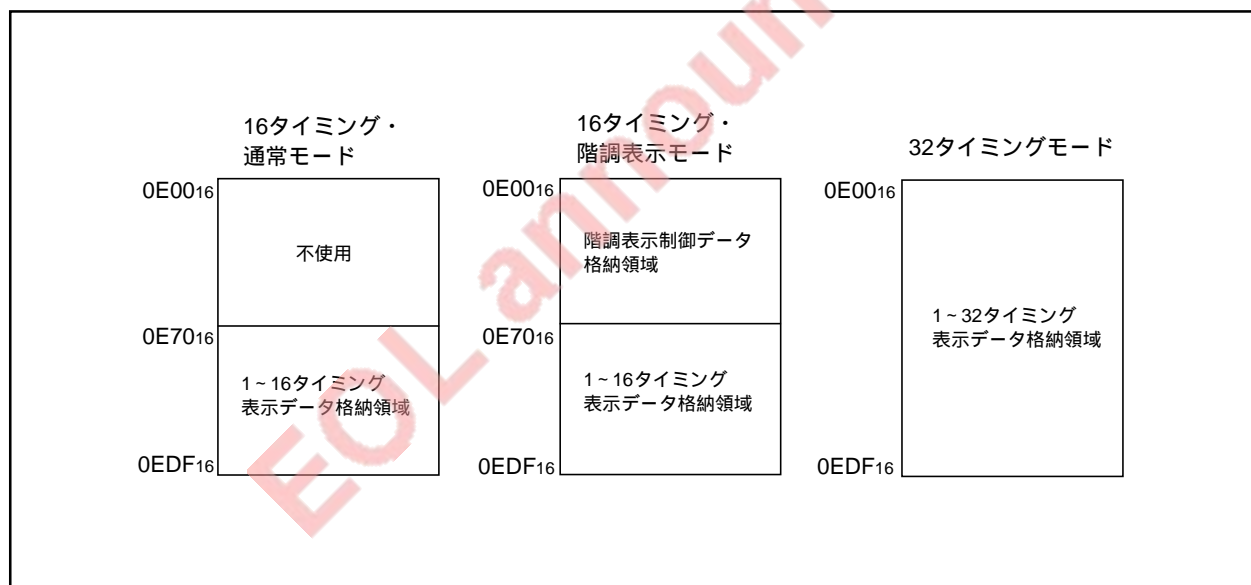 16タイミング・
通常モード
0E0016
不使用
0E7016
1~16タイミング
表示データ格納領域
0EDF16
16タイミング・
階調表示モード
0E0016
階調表示制御データ
格納領域
0E7016
1~16タイミング
表示データ格納領域
0EDF16
32タイミングモード
0E0016
1~32タイミング
表示データ格納領域
0EDF16
EOL announ